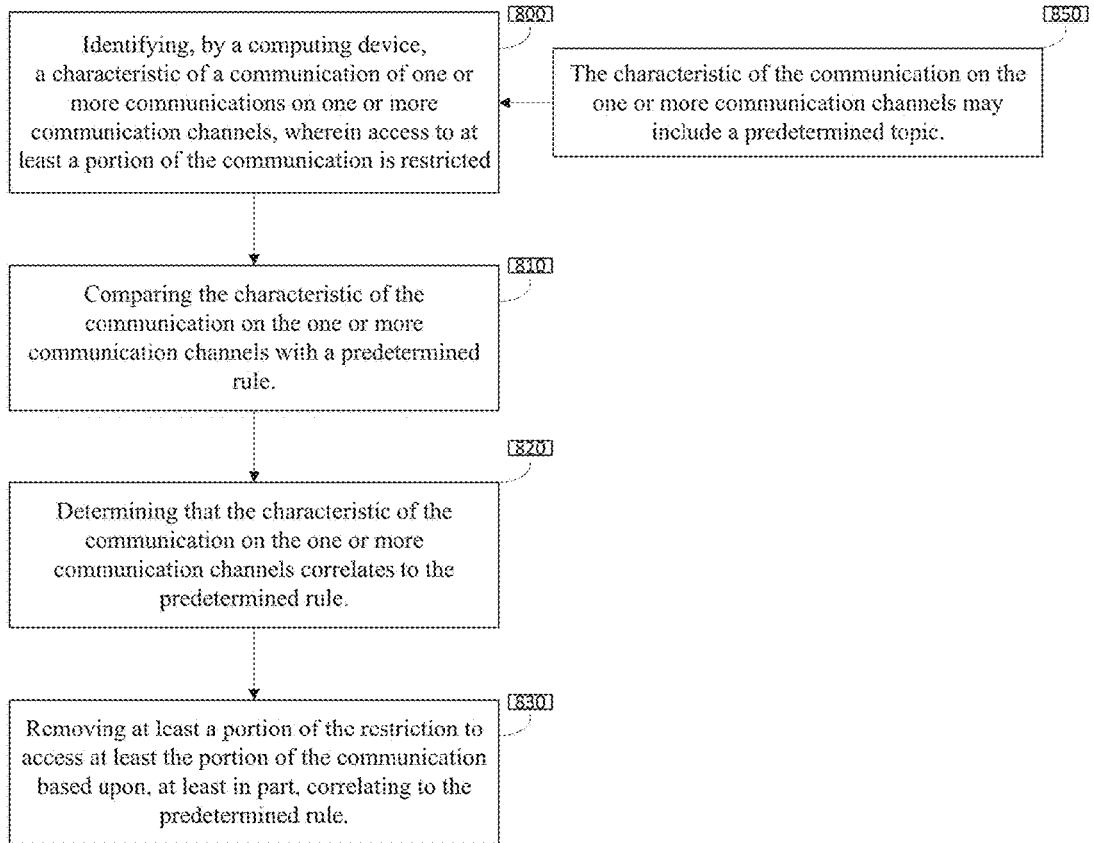 800
Identifying, by a computing device,
a characteristic of a communication of one or
more communications on one or more
communication channels, wherein access to at
least a portion of the communication is restricted
850
The characteristic of the communication on the
one or more communication channels may
include a predetermined topic.
810
Comparing the characteristic of the
communication on the one or more
communication channels with a predetermined
rule.
820
Determining that the characteristic of the
communication on the one or more
communication channels correlates to the
predetermined rule.
830
Removing at least a portion of the restriction to
access at least the portion of the communication
based upon, at least in part, correlating to the
predetermined rule.